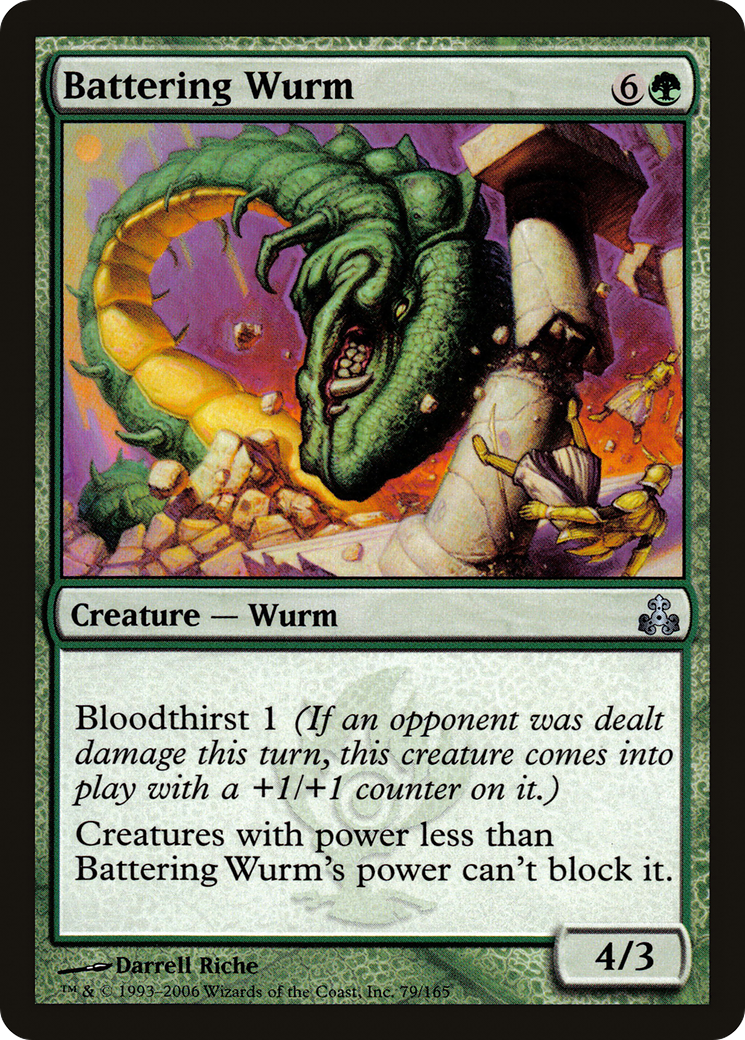 Battering Wurm 6
Creature — Wurm
Bloodthirst 1 (If an opponent was dealt
damage this turn, this creature comes into
play with a +1/+1 counter on it.)
Creatures with power less than
Battering Wurm's power can't block it.
4/3
Darrell Riche
™ & © 1993–2006 Wizards of the Coast, Inc. 79/165